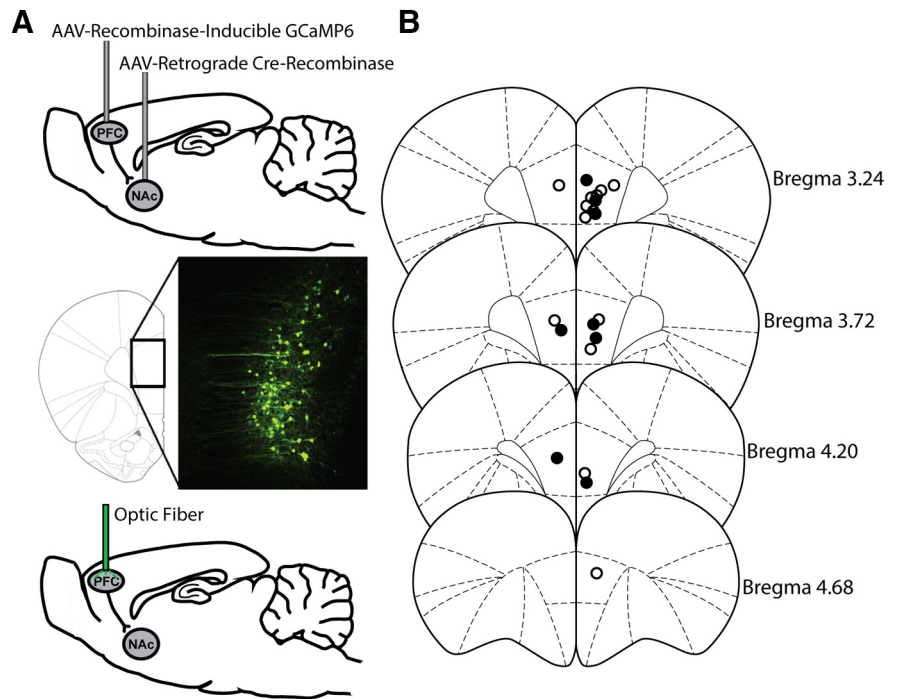 A
AAV-Recombinase-Inducible GCaMP6
AAV-Retrograde Cre-Recombinase
PFC
NAc
Optic Fiber
PFC
NAc
B
Bregma 3.24
Bregma 3.72
Bregma 4.20
Bregma 4.68